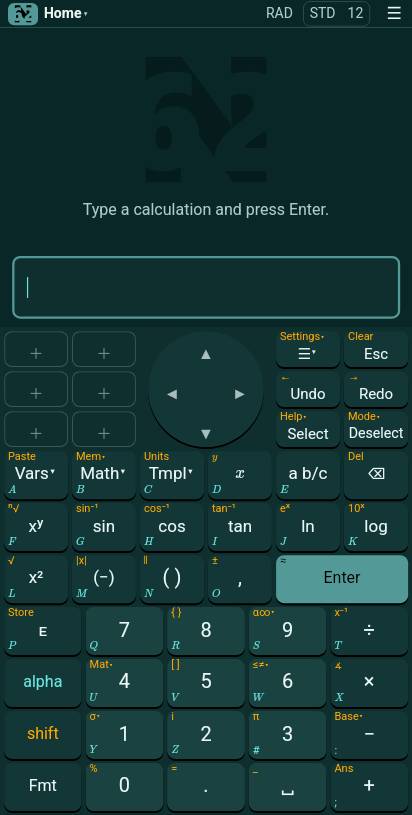 Home
RAD STD 12 ☰
Type a calculation and press Enter.
Settings Clear
☰ Esc
← →
Undo Redo
Help Mode
Select Deselect
Paste Mem Units y Del
Vars Math Tmpl x a b/c ⌫
A B C D E
ⁿ√ sin⁻¹ cos⁻¹ tan⁻¹ eˣ 10ˣ
xʸ sin cos tan ln log
F G H I J K
√ |x| ‖ ± ≈
x² (−) ( ) , Enter
L M N O
Store { } α∞ x⁻¹
E 7 8 9 ÷
P Q R S T
Mat [ ] ≤≠ ∡
alpha 4 5 6 ×
U V W X
σ i π Base
shift 1 2 3 −
Y Z # :
% = _ Ans
Fmt 0 . ⎵ +
;